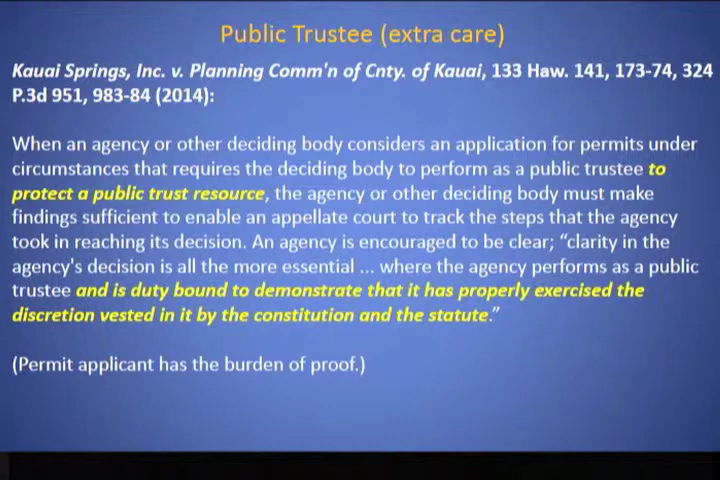 Public Trustee (extra care)
Kauai Springs, Inc. v. Planning Comm'n of Cnty. of Kauai, 133 Haw. 141, 173-74, 324
P.3d 951, 983-84 (2014):
When an agency or other deciding body considers an application for permits under
circumstances that requires the deciding body to perform as a public trustee to
protect a public trust resource, the agency or other deciding body must make
findings sufficient to enable an appellate court to track the steps that the agency
took in reaching its decision. An agency is encouraged to be clear; “clarity in the
agency's decision is all the more essential ... where the agency performs as a public
trustee and is duty bound to demonstrate that it has properly exercised the
discretion vested in it by the constitution and the statute.”
(Permit applicant has the burden of proof.)